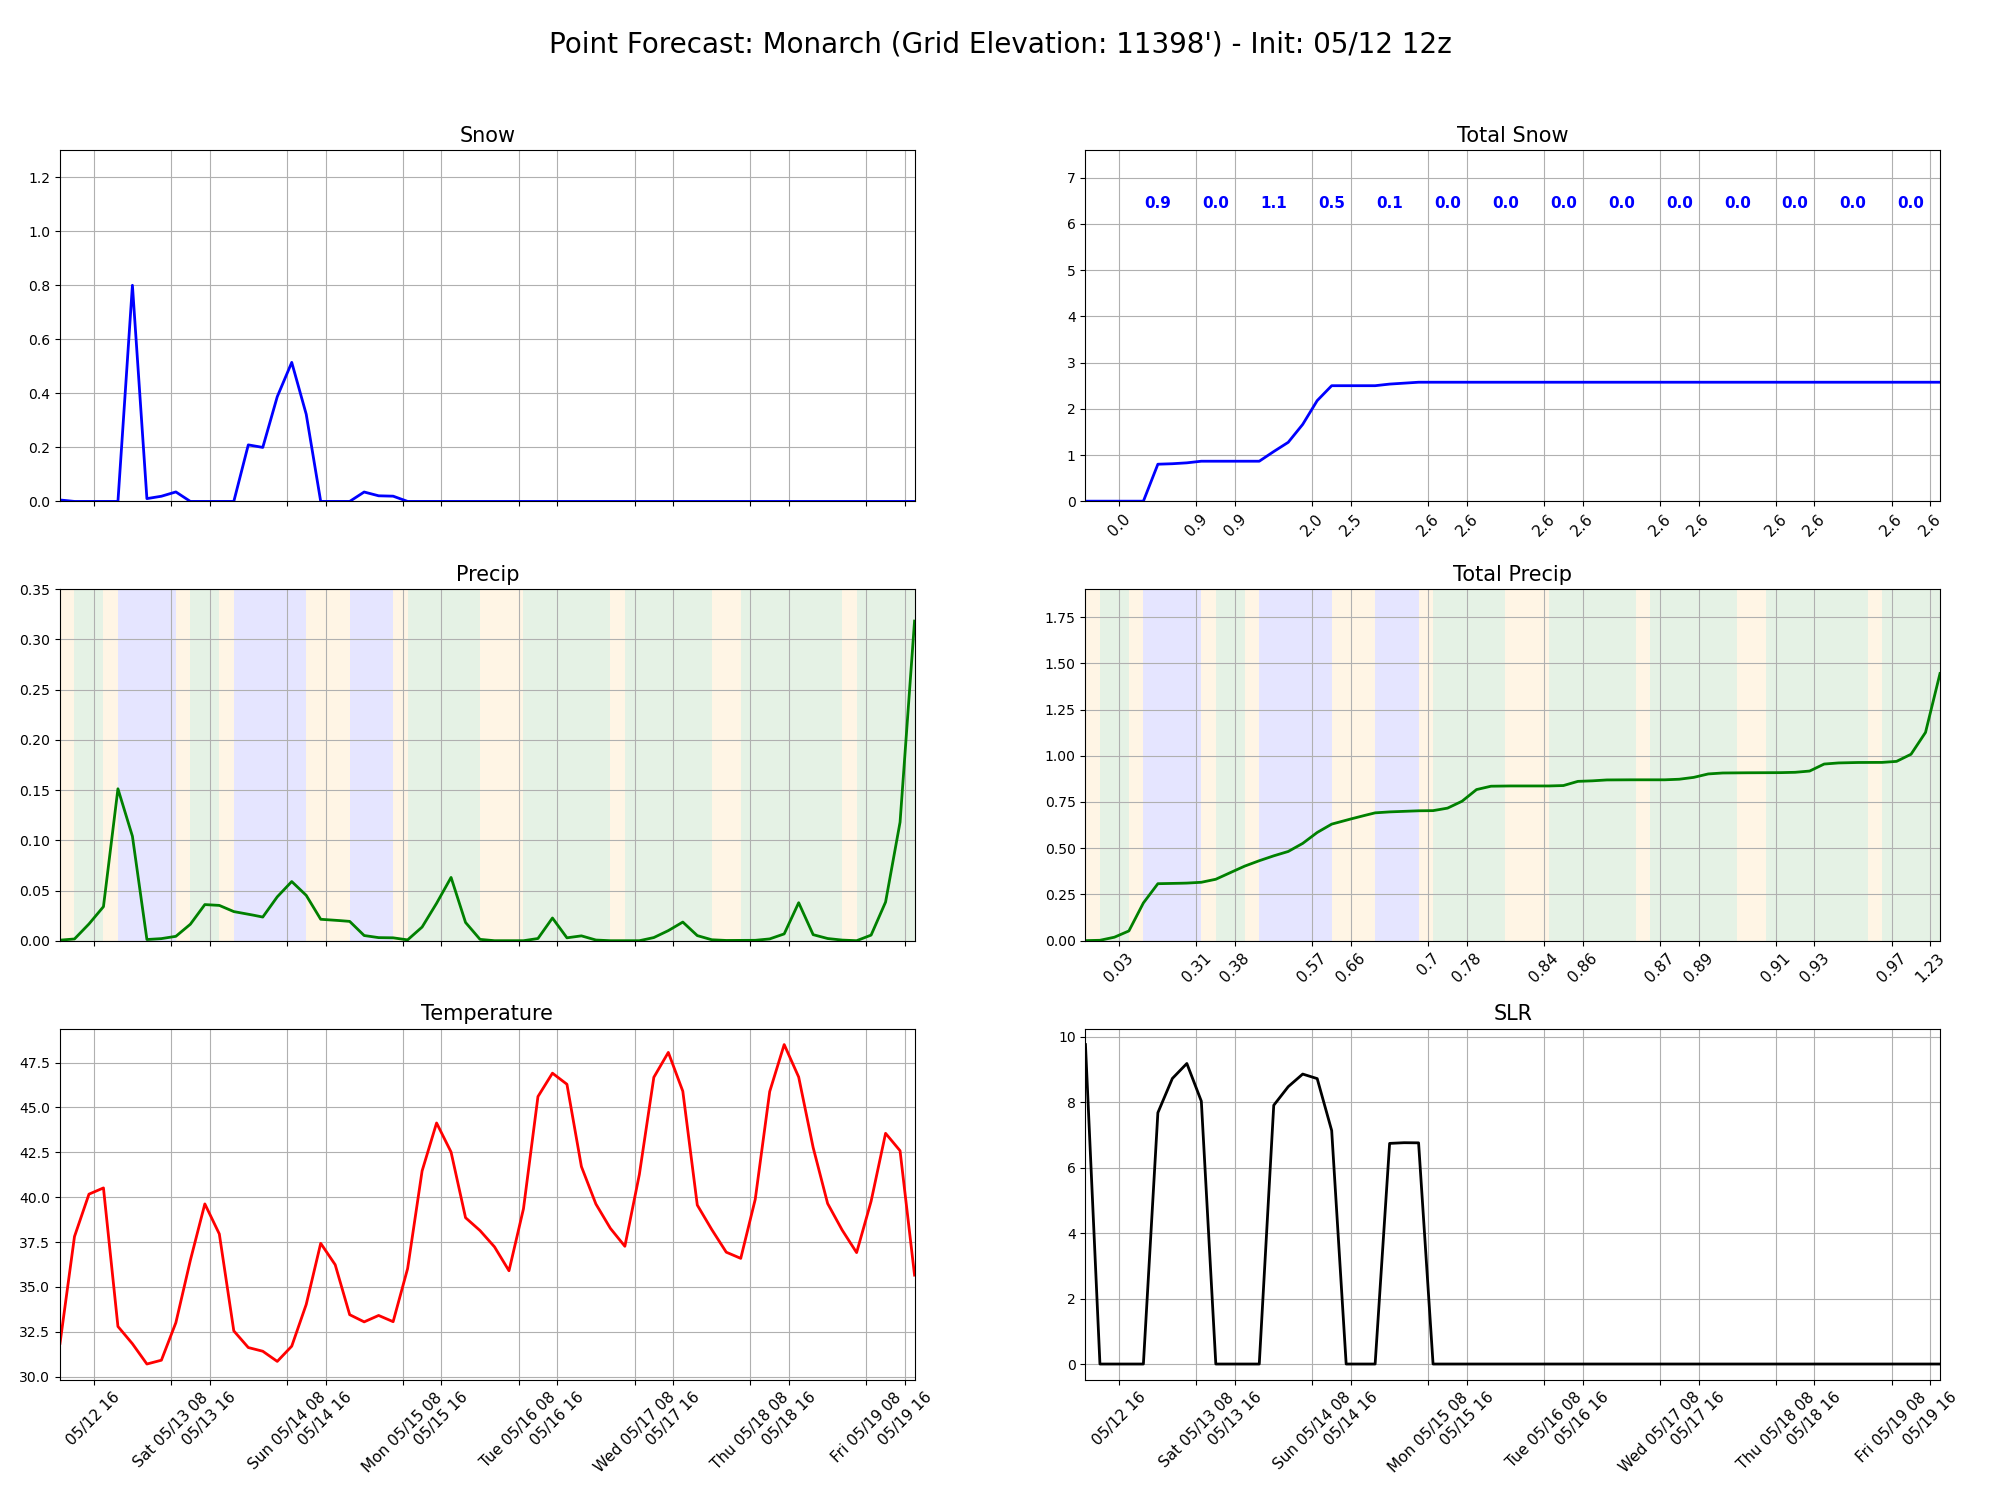 Point Forecast: Monarch (Grid Elevation: 11398') - Init: 05/12 12z
Snow
1.2
1.0
0.8
0.6
0.4
0.2
0.0
Total Snow
7
6
5
4
3
2
1
0
0.9 0.0 1.1 0.5 0.1 0.0 0.0 0.0 0.0 0.0 0.0 0.0 0.0 0.0
0.0 0.9 0.9 2.0 2.5 2.6 2.6 2.6 2.6 2.6 2.6 2.6 2.6 2.6 2.6
Precip
0.35
0.30
0.25
0.20
0.15
0.10
0.05
0.00
Total Precip
1.75
1.50
1.25
1.00
0.75
0.50
0.25
0.00
0.03 0.31 0.38 0.57 0.66 0.7 0.78 0.84 0.86 0.87 0.89 0.91 0.93 0.97 1.23
Temperature
47.5
45.0
42.5
40.0
37.5
35.0
32.5
30.0
05/12 16
Sat 05/13 08
05/13 16
Sun 05/14 08
05/14 16
Mon 05/15 08
05/15 16
Tue 05/16 08
05/16 16
Wed 05/17 08
05/17 16
Thu 05/18 08
05/18 16
Fri 05/19 08
05/19 16
SLR
10
8
6
4
2
0
05/12 16
Sat 05/13 08
05/13 16
Sun 05/14 08
05/14 16
Mon 05/15 08
05/15 16
Tue 05/16 08
05/16 16
Wed 05/17 08
05/17 16
Thu 05/18 08
05/18 16
Fri 05/19 08
05/19 16